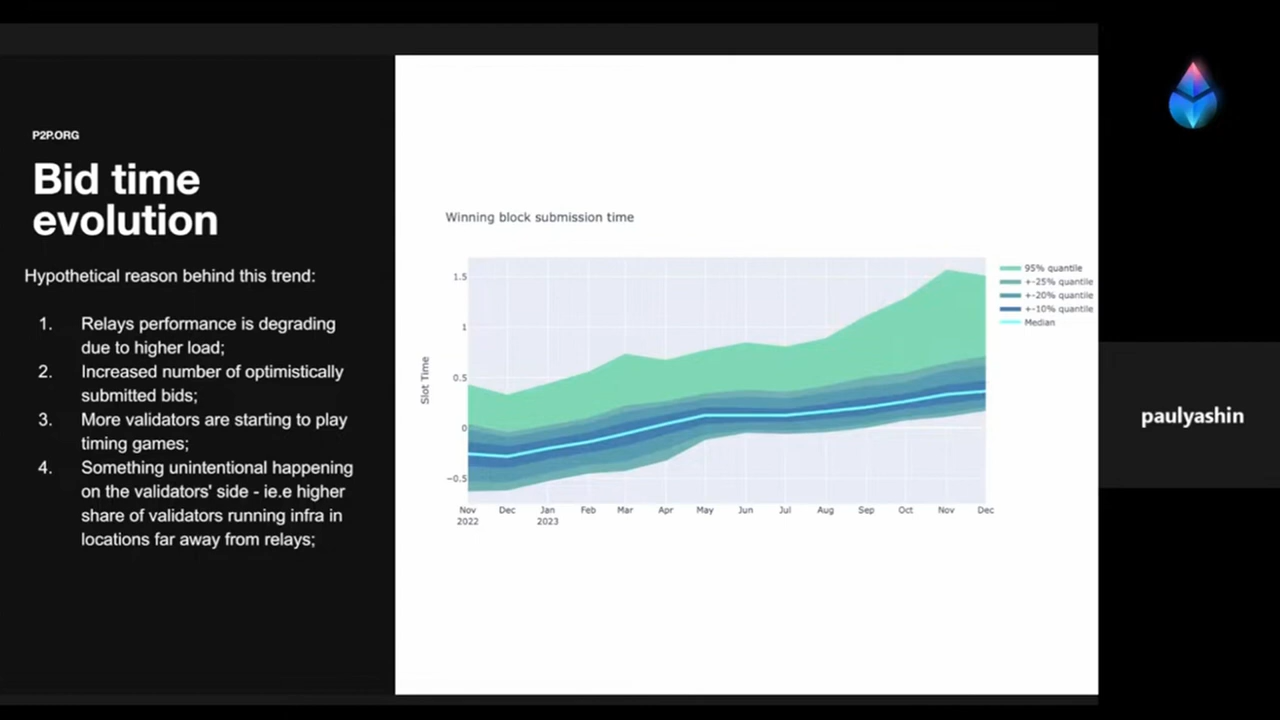 P2P.ORG
Bid time
evolution
Hypothetical reason behind this trend:
1. Relays performance is degrading
due to higher load;
2. Increased number of optimistically
submitted bids;
3. More validators are starting to play
timing games;
4. Something unintentional happening
on the validators' side - ie.e higher
share of validators running infra in
locations far away from relays;
Winning block submission time
95% quantile
+-25% quantile
+-20% quantile
+-10% quantile
Median
Slot Time
1.5
1
0.5
0
−0.5
Nov Dec Jan Feb Mar Apr May Jun Jul Aug Sep Oct Nov Dec
2022 2023
paulyashin